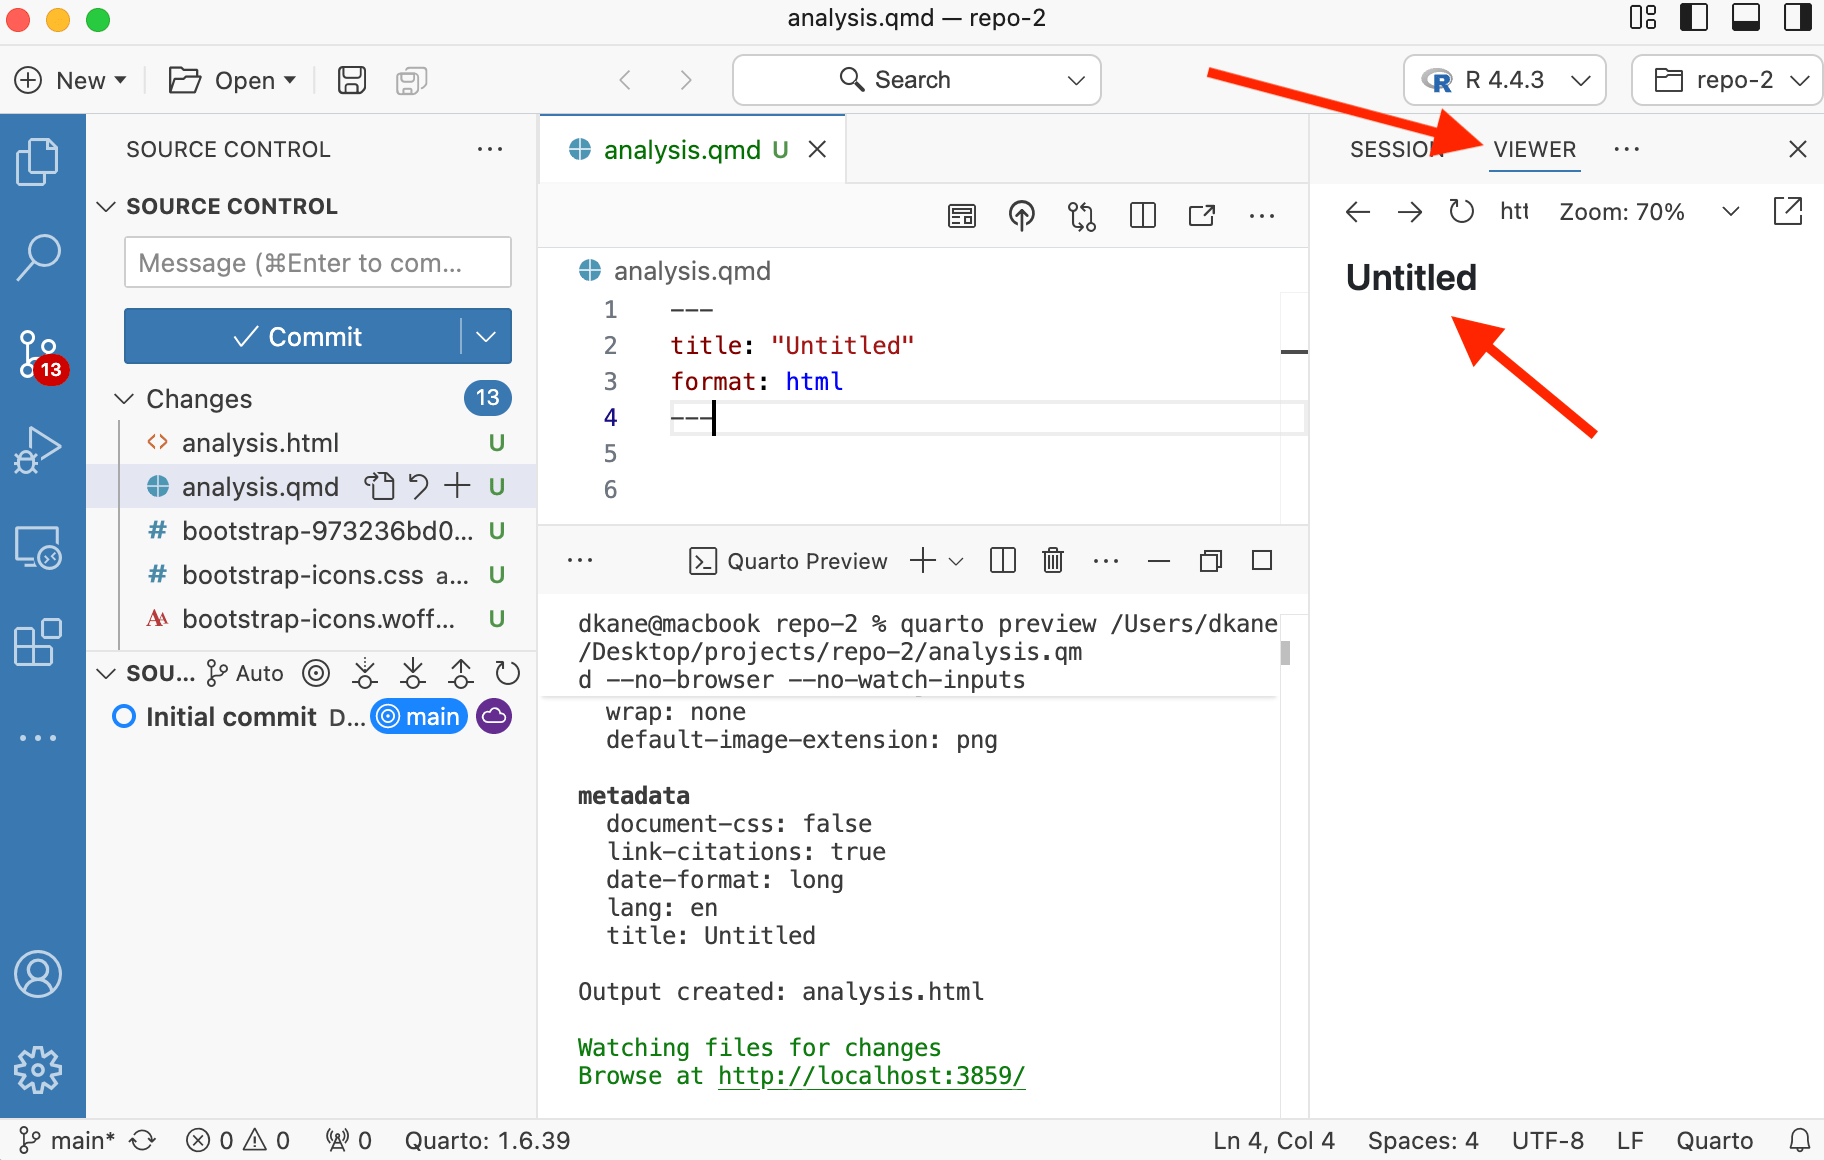 analysis.qmd — repo-2
New
Open
Search
R 4.4.3
repo-2
SOURCE CONTROL
SOURCE CONTROL
Message (⌘Enter to com...
Commit
13
Changes 13
analysis.html U
analysis.qmd U
bootstrap-973236bd0... U
bootstrap-icons.css a... U
bootstrap-icons.woff... U
SOU... Auto
Initial commit D... main
analysis.qmd U
analysis.qmd
1 ---
2 title: "Untitled"
3 format: html
4 ---
5
6
Quarto Preview
dkane@macbook repo-2 % quarto preview /Users/dkane
/Desktop/projects/repo-2/analysis.qm
d --no-browser --no-watch-inputs
wrap: none
default-image-extension: png
metadata
document-css: false
link-citations: true
date-format: long
lang: en
title: Untitled
Output created: analysis.html
Watching files for changes
Browse at http://localhost:3859/
SESSION
VIEWER
htt
Zoom: 70%
Untitled
main* 0 0 0 Quarto: 1.6.39
Ln 4, Col 4 Spaces: 4 UTF-8 LF Quarto